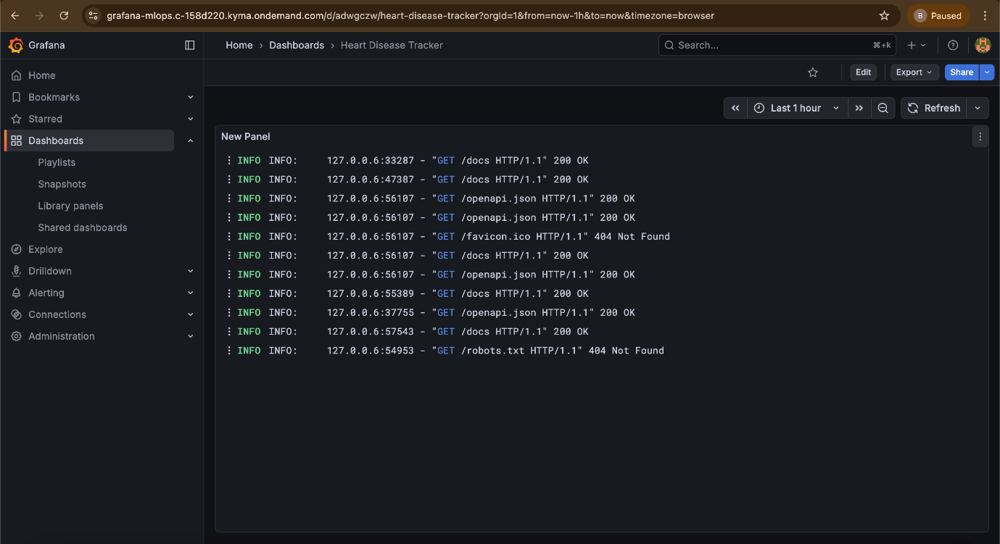 grafana-mlops.c-158d220.kyma.ondemand.com/d/adwgczw/heart-disease-tracker?orgId=1&from=now-1h&to=now&timezone=browser
B Paused
Grafana
Home › Dashboards › Heart Disease Tracker
Search...
⌘+k
Home
Bookmarks
Starred
Dashboards
Playlists
Snapshots
Library panels
Shared dashboards
Explore
Drilldown
Alerting
Connections
Administration
Edit
Export
Share
Last 1 hour
Refresh
New Panel
INFO INFO: 127.0.0.6:33287 - "GET /docs HTTP/1.1" 200 OK
INFO INFO: 127.0.0.6:47387 - "GET /docs HTTP/1.1" 200 OK
INFO INFO: 127.0.0.6:56107 - "GET /openapi.json HTTP/1.1" 200 OK
INFO INFO: 127.0.0.6:56107 - "GET /openapi.json HTTP/1.1" 200 OK
INFO INFO: 127.0.0.6:56107 - "GET /favicon.ico HTTP/1.1" 404 Not Found
INFO INFO: 127.0.0.6:56107 - "GET /docs HTTP/1.1" 200 OK
INFO INFO: 127.0.0.6:56107 - "GET /openapi.json HTTP/1.1" 200 OK
INFO INFO: 127.0.0.6:55389 - "GET /docs HTTP/1.1" 200 OK
INFO INFO: 127.0.0.6:37755 - "GET /openapi.json HTTP/1.1" 200 OK
INFO INFO: 127.0.0.6:57543 - "GET /docs HTTP/1.1" 200 OK
INFO INFO: 127.0.0.6:54953 - "GET /robots.txt HTTP/1.1" 404 Not Found